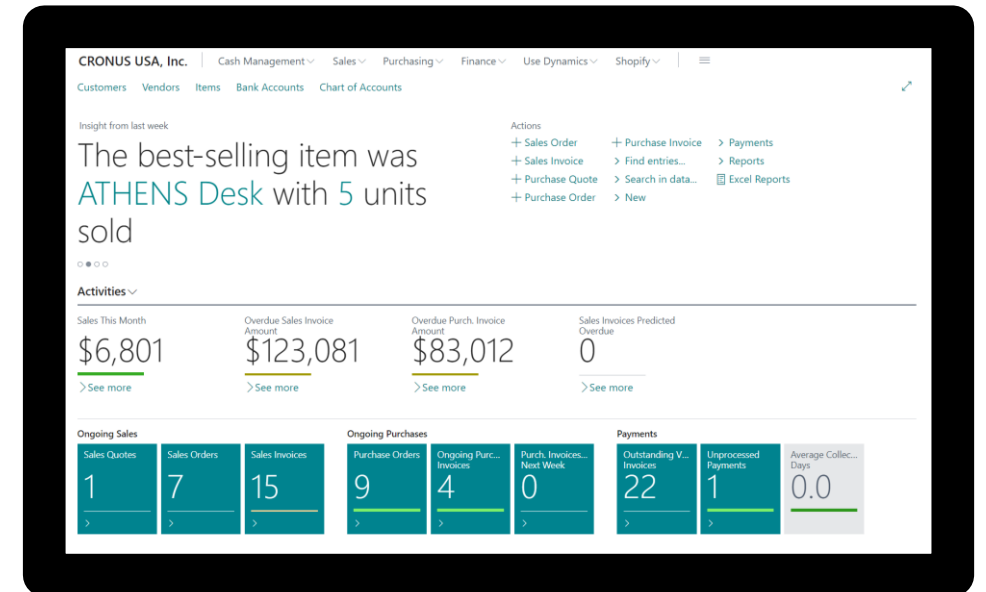 CRONUS USA, Inc. Cash Management Sales Purchasing Finance Use Dynamics Shopify
Customers Vendors Items Bank Accounts Chart of Accounts
Insight from last week
The best-selling item was
ATHENS Desk with 5 units
sold
Actions
+ Sales Order + Purchase Invoice > Payments
+ Sales Invoice > Find entries... > Reports
+ Purchase Quote > Search in data... Excel Reports
+ Purchase Order > New
Activities
Sales This Month
$6,801
>See more
Overdue Sales Invoice
Amount
$123,081
>See more
Overdue Purch. Invoice
Amount
$83,012
>See more
Sales Invoices Predicted
Overdue
0
>See more
Ongoing Sales
Sales Quotes
1
>
Sales Orders
7
>
Sales Invoices
15
>
Ongoing Purchases
Purchase Orders
9
>
Ongoing Purc...
Invoices
4
>
Purch. Invoices...
Next Week
0
>
Payments
Outstanding V...
Invoices
22
>
Unprocessed
Payments
1
>
Average Collec...
Days
0.0